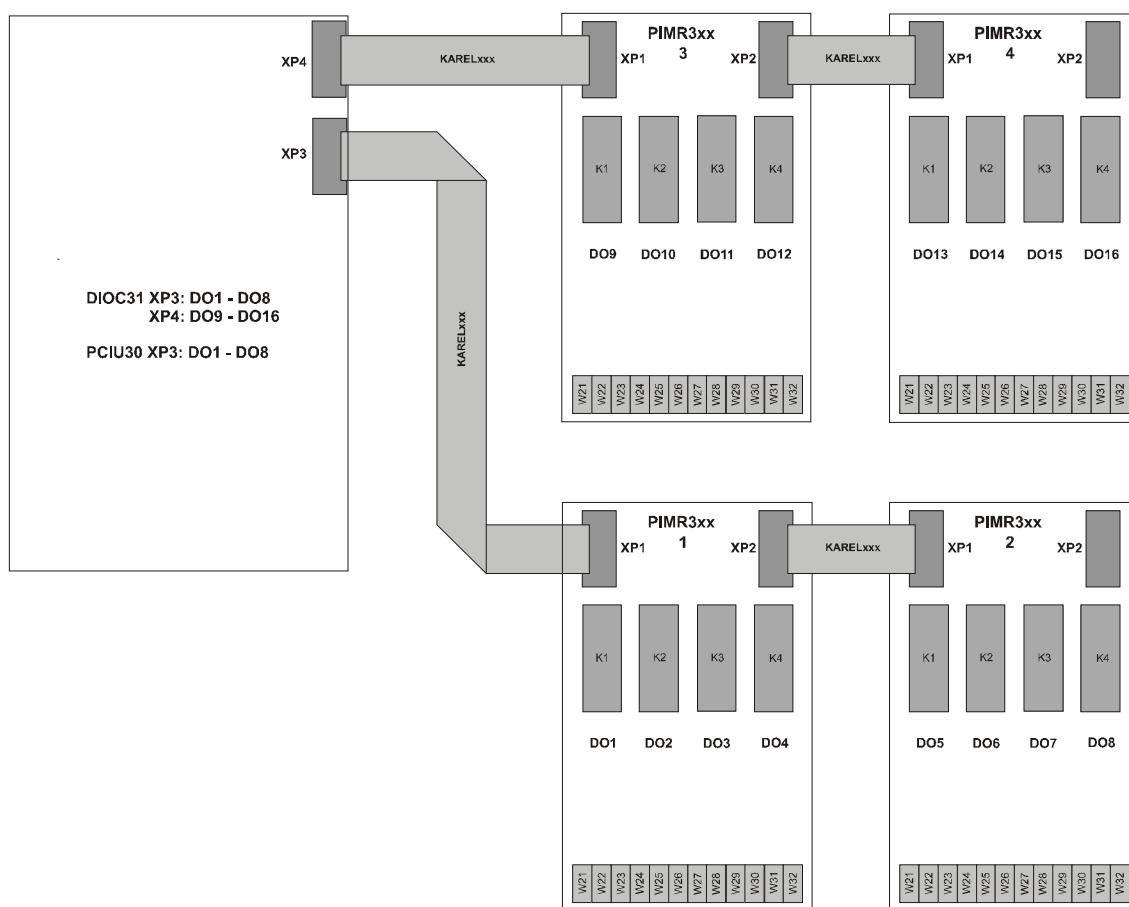 XP4
KARELxxx
XP3
DIOC31 XP3: DO1 - DO8
XP4: DO9 - DO16
PCIU30 XP3: DO1 - DO8
KARELxxx
PIMR3xx
3
XP1
XP2
K1 K2 K3 K4
DO9 DO10 DO11 DO12
W21 W22 W23 W24 W25 W26 W27 W28 W29 W30 W31 W32
KARELxxx
PIMR3xx
4
XP1
XP2
K1 K2 K3 K4
DO13 DO14 DO15 DO16
W21 W22 W23 W24 W25 W26 W27 W28 W29 W30 W31 W32
PIMR3xx
1
XP1
XP2
K1 K2 K3 K4
DO1 DO2 DO3 DO4
W21 W22 W23 W24 W25 W26 W27 W28 W29 W30 W31 W32
KARELxxx
PIMR3xx
2
XP1
XP2
K1 K2 K3 K4
DO5 DO6 DO7 DO8
W21 W22 W23 W24 W25 W26 W27 W28 W29 W30 W31 W32